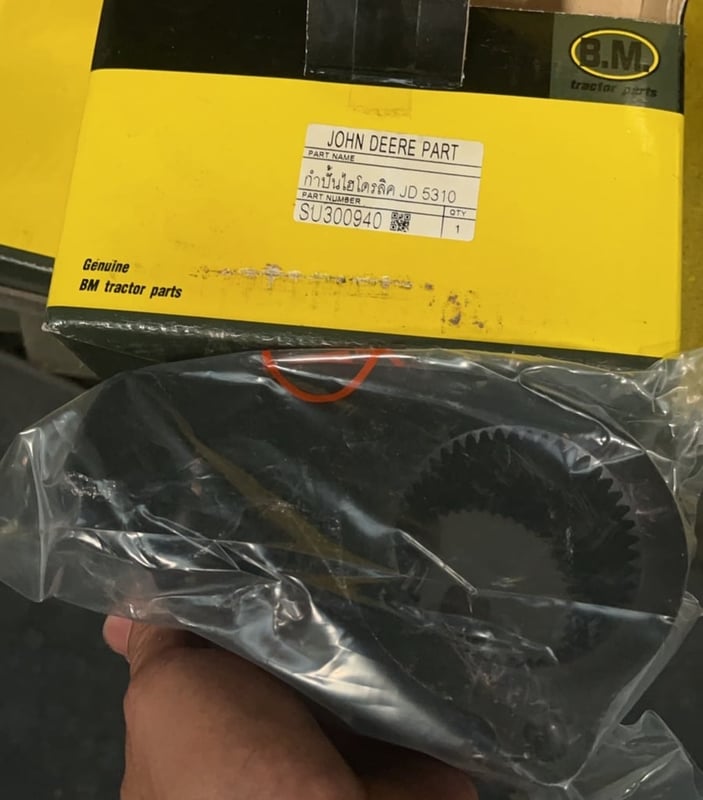 B.M.
tractor parts
JOHN DEERE PART
PART NAME
กำปั้นไฮโดรลิค JD 5310
PART NUMBER
QTY
SU300940
1
Genuine
BM tractor parts